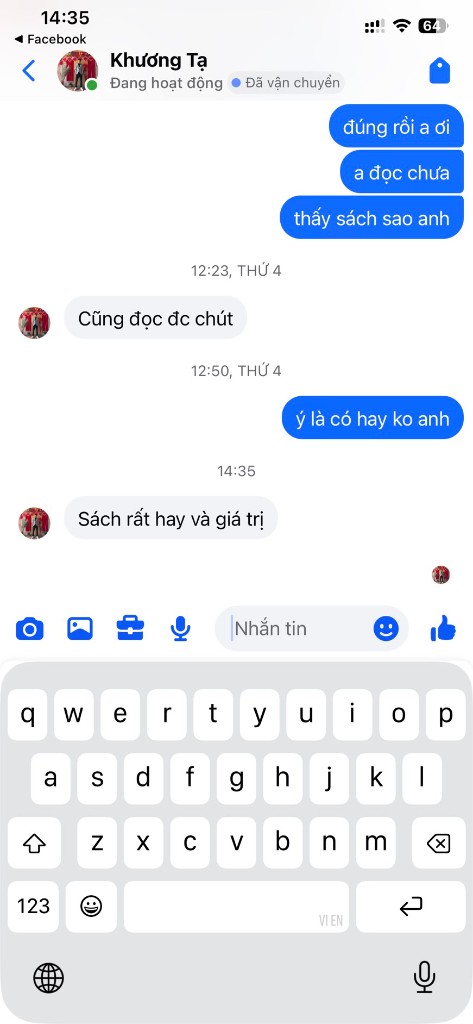 14:35
64
◀ Facebook
Khương Tạ
Đang hoạt động
Đã vận chuyển
đúng rồi a ơi
a đọc chưa
thấy sách sao anh
12:23, THỨ 4
Cũng đọc đc chút
12:50, THỨ 4
ý là có hay ko anh
14:35
Sách rất hay và giá trị
Nhắn tin
q w e r t y u i o p
a s d f g h j k l
z x c v b n m
123
VI EN